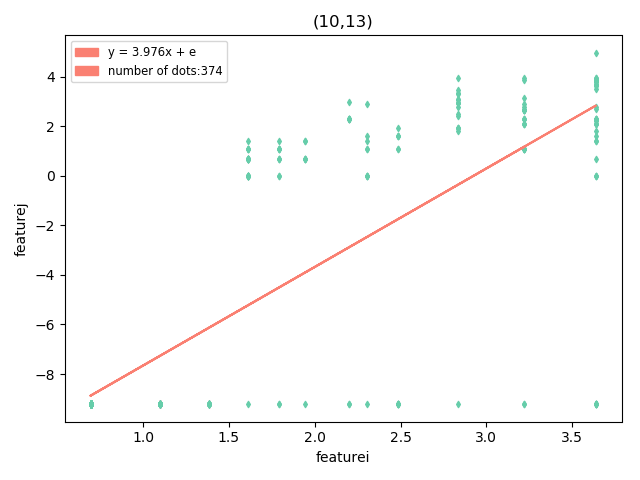 (10,13)
y = 3.976x + e
number of dots:374
4
2
0
−2
−4
−6
−8
featurej
1.0 1.5 2.0 2.5 3.0 3.5
featurei